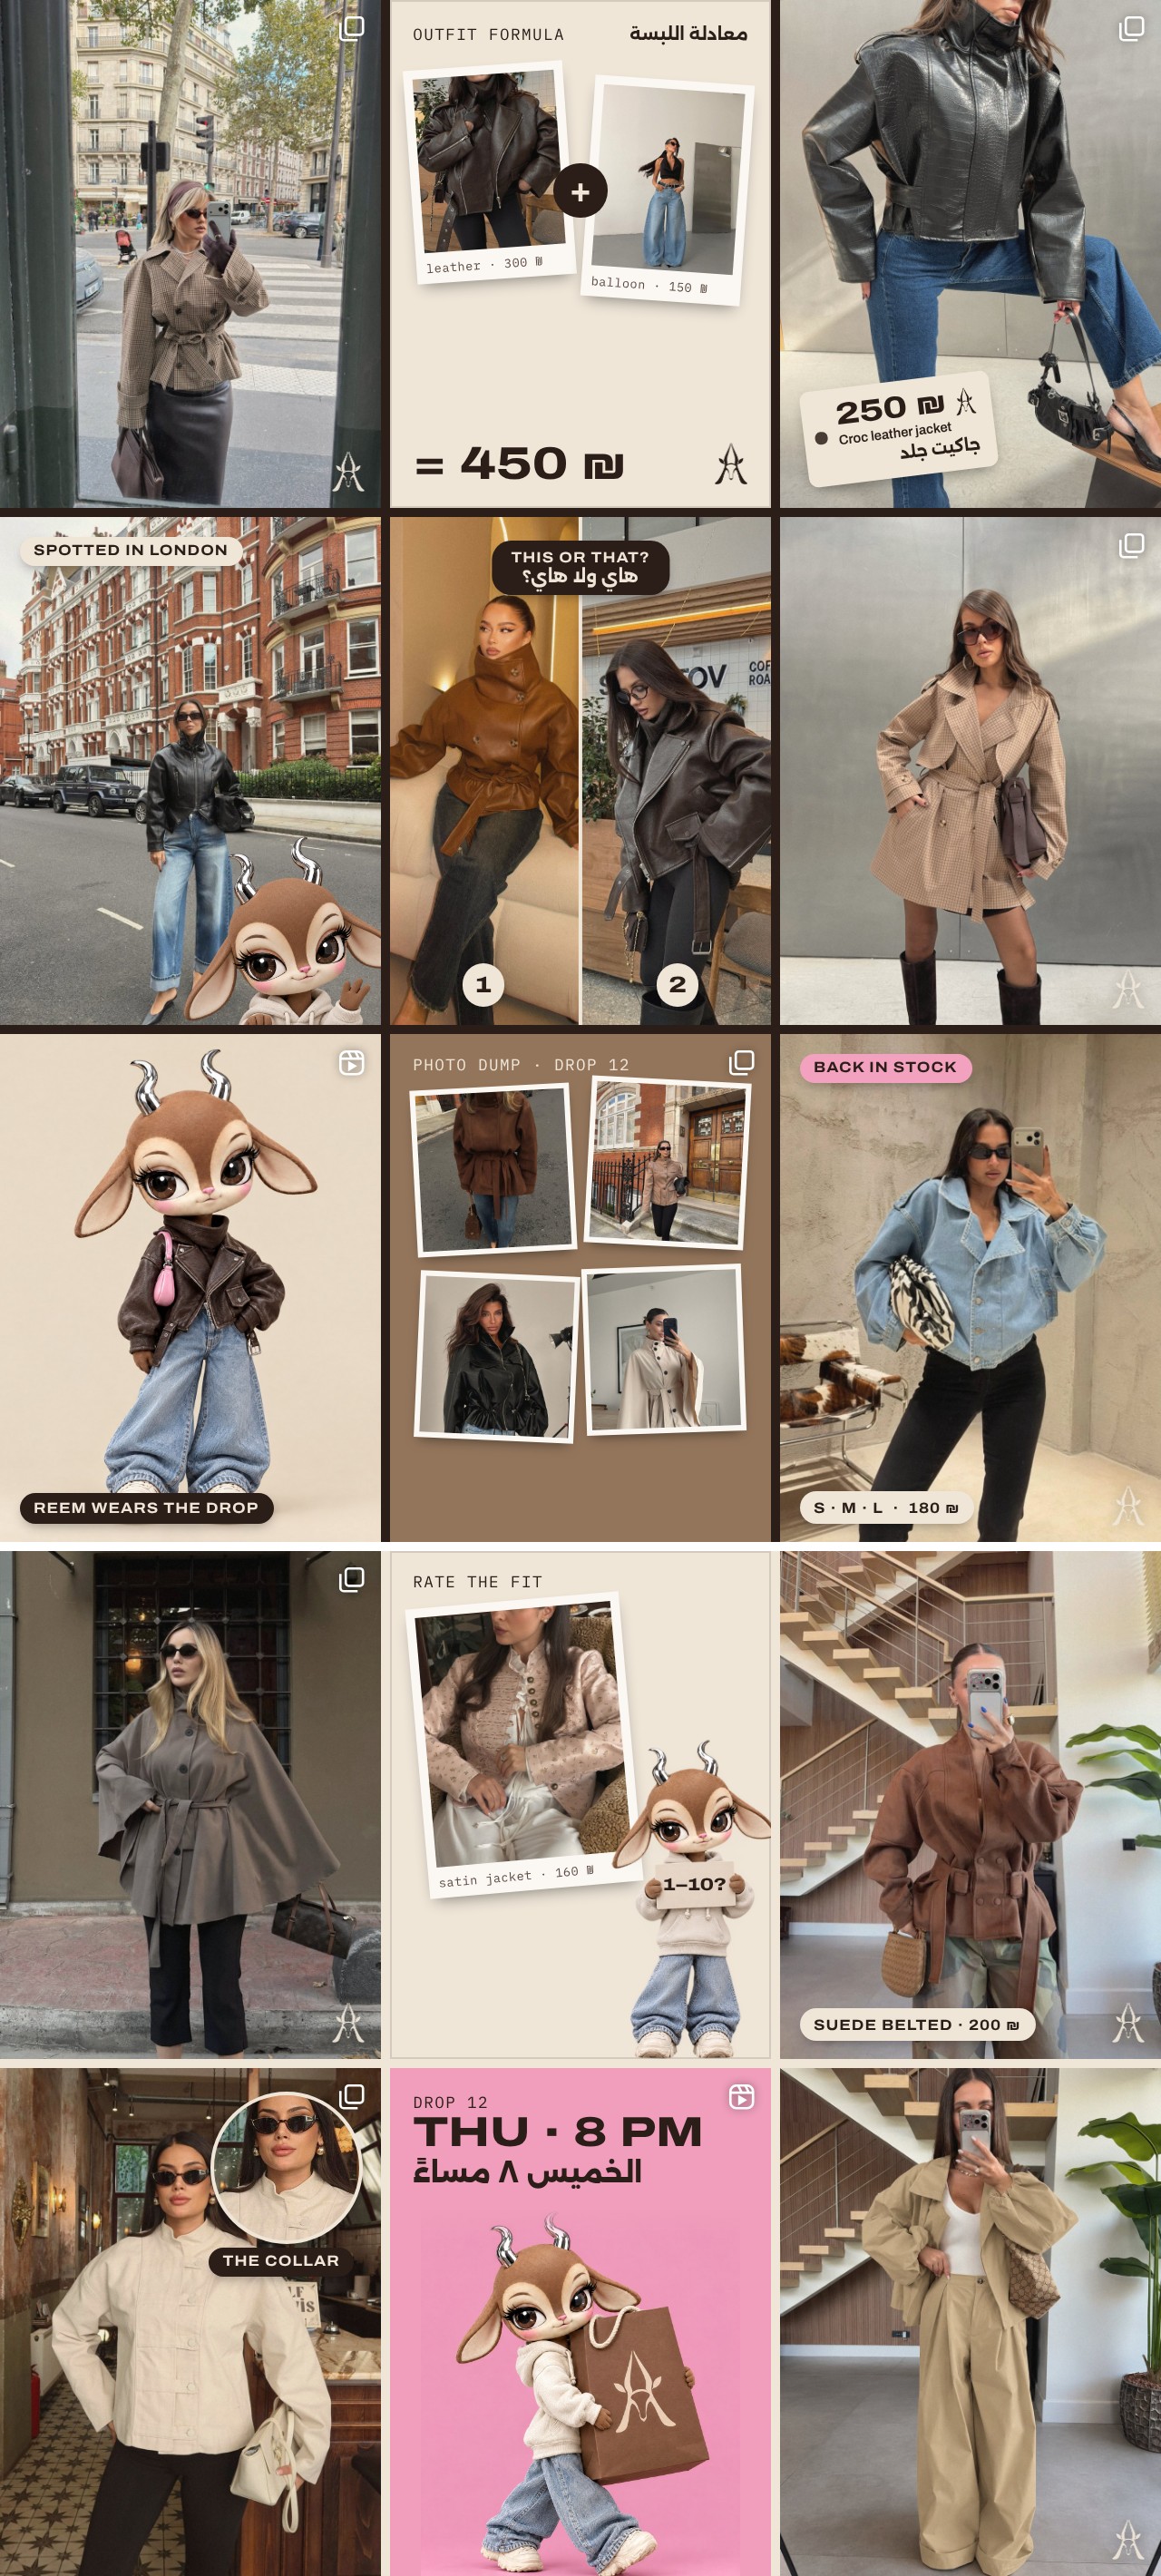 OUTFIT FORMULA
معادلة اللبسة
leather · 300 ₪
+
balloon · 150 ₪
= 450 ₪
250 ₪
Croc leather jacket
جاكيت جلد
SPOTTED IN LONDON
THIS OR THAT?
هاي ولا هاي؟
COF
ROA
1
2
REEM WEARS THE DROP
PHOTO DUMP · DROP 12
BACK IN STOCK
S · M · L · 180 ₪
RATE THE FIT
satin jacket · 160 ₪
1–10?
SUEDE BELTED · 200 ₪
THE COLLAR
DROP 12
THU · 8 PM
الخميس ٨ مساءً